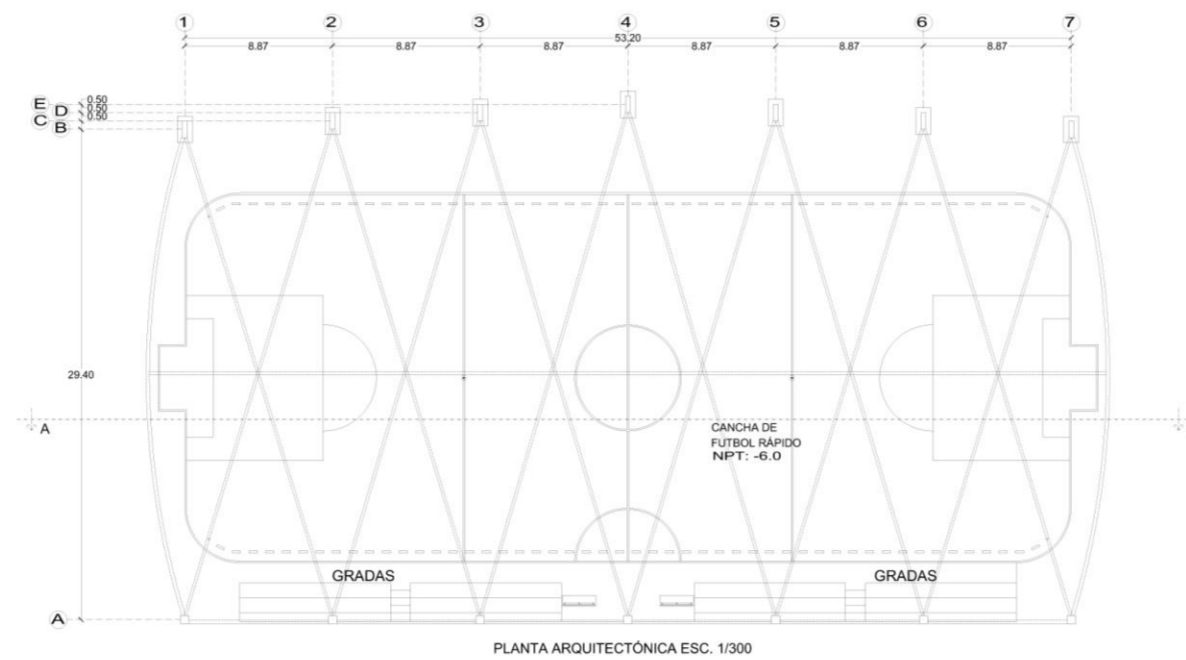 1 2 3 4 5 6 7
53.20
8.87 8.87 8.87 8.87 8.87 8.87
E 0.50
D 0.50
C 0.50
B
29.40
A
CANCHA DE
FUTBOL RÁPIDO
NPT: -6.0
GRADAS GRADAS
A
PLANTA ARQUITECTÓNICA ESC. 1/300